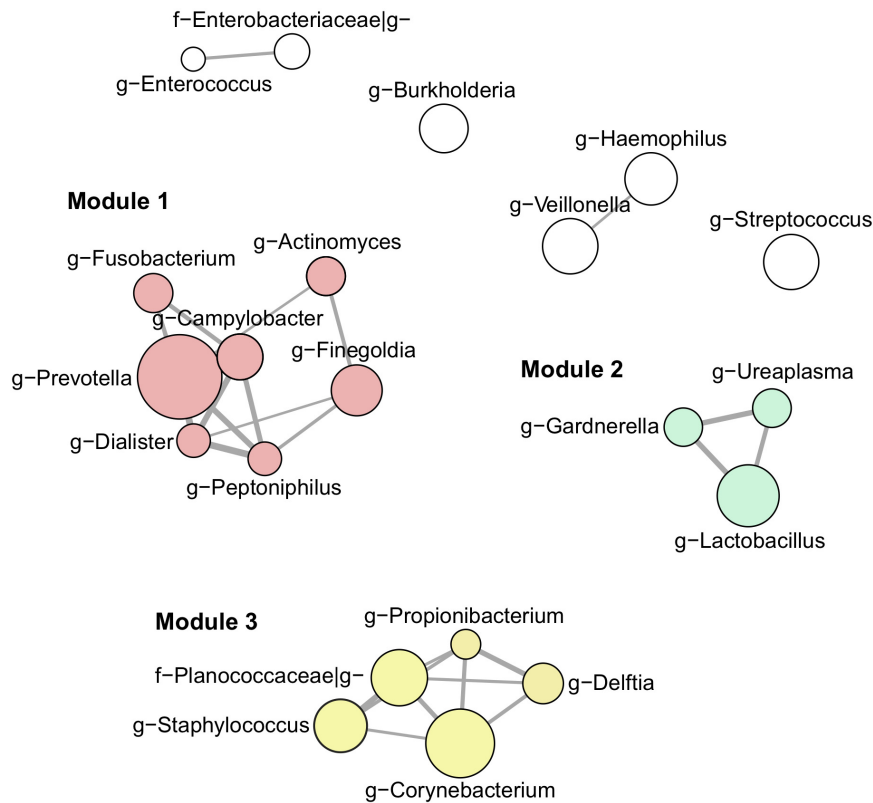 f−Enterobacteriaceae|g−
g−Enterococcus
g−Burkholderia
g−Haemophilus
Module 1
g−Veillonella
g−Streptococcus
g−Actinomyces
g−Fusobacterium
g−Campylobacter
g−Finegoldia
g−Prevotella
Module 2
g−Ureaplasma
g−Gardnerella
g−Dialister
g−Peptoniphilus
g−Lactobacillus
Module 3
g−Propionibacterium
f−Planococcaceae|g−
g−Delftia
g−Staphylococcus
g−Corynebacterium